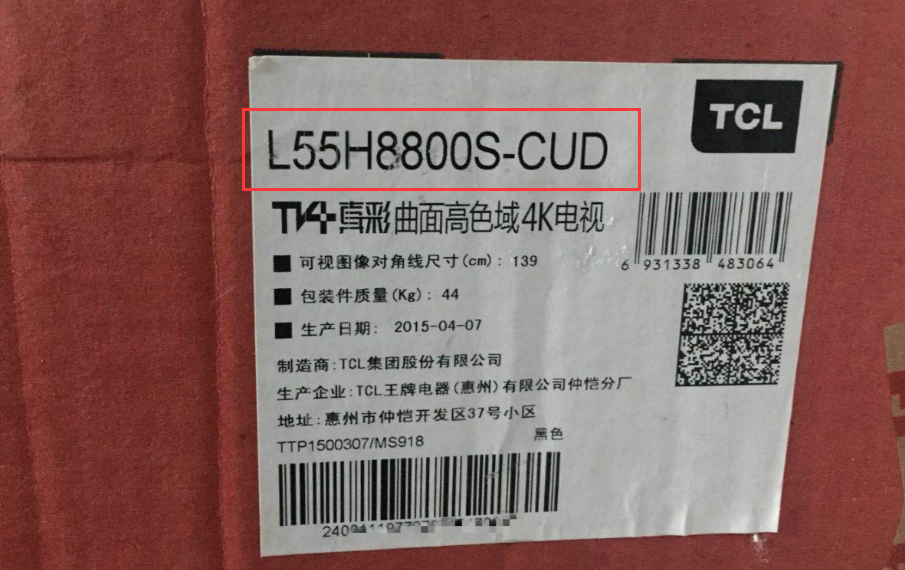 TCL
L55H8800S-CUD
TV+真彩 曲面高色域4K电视
6 931338 483064
■ 可视图像对角线尺寸(cm): 139
■ 包装件质量(Kg): 44
■ 生产日期: 2015-04-07
制造商:TCL集团股份有限公司
生产企业:TCL王牌电器(惠州)有限公司仲恺分厂
地址:惠州市仲恺开发区37号小区
TTP1500307/MS918
黑色